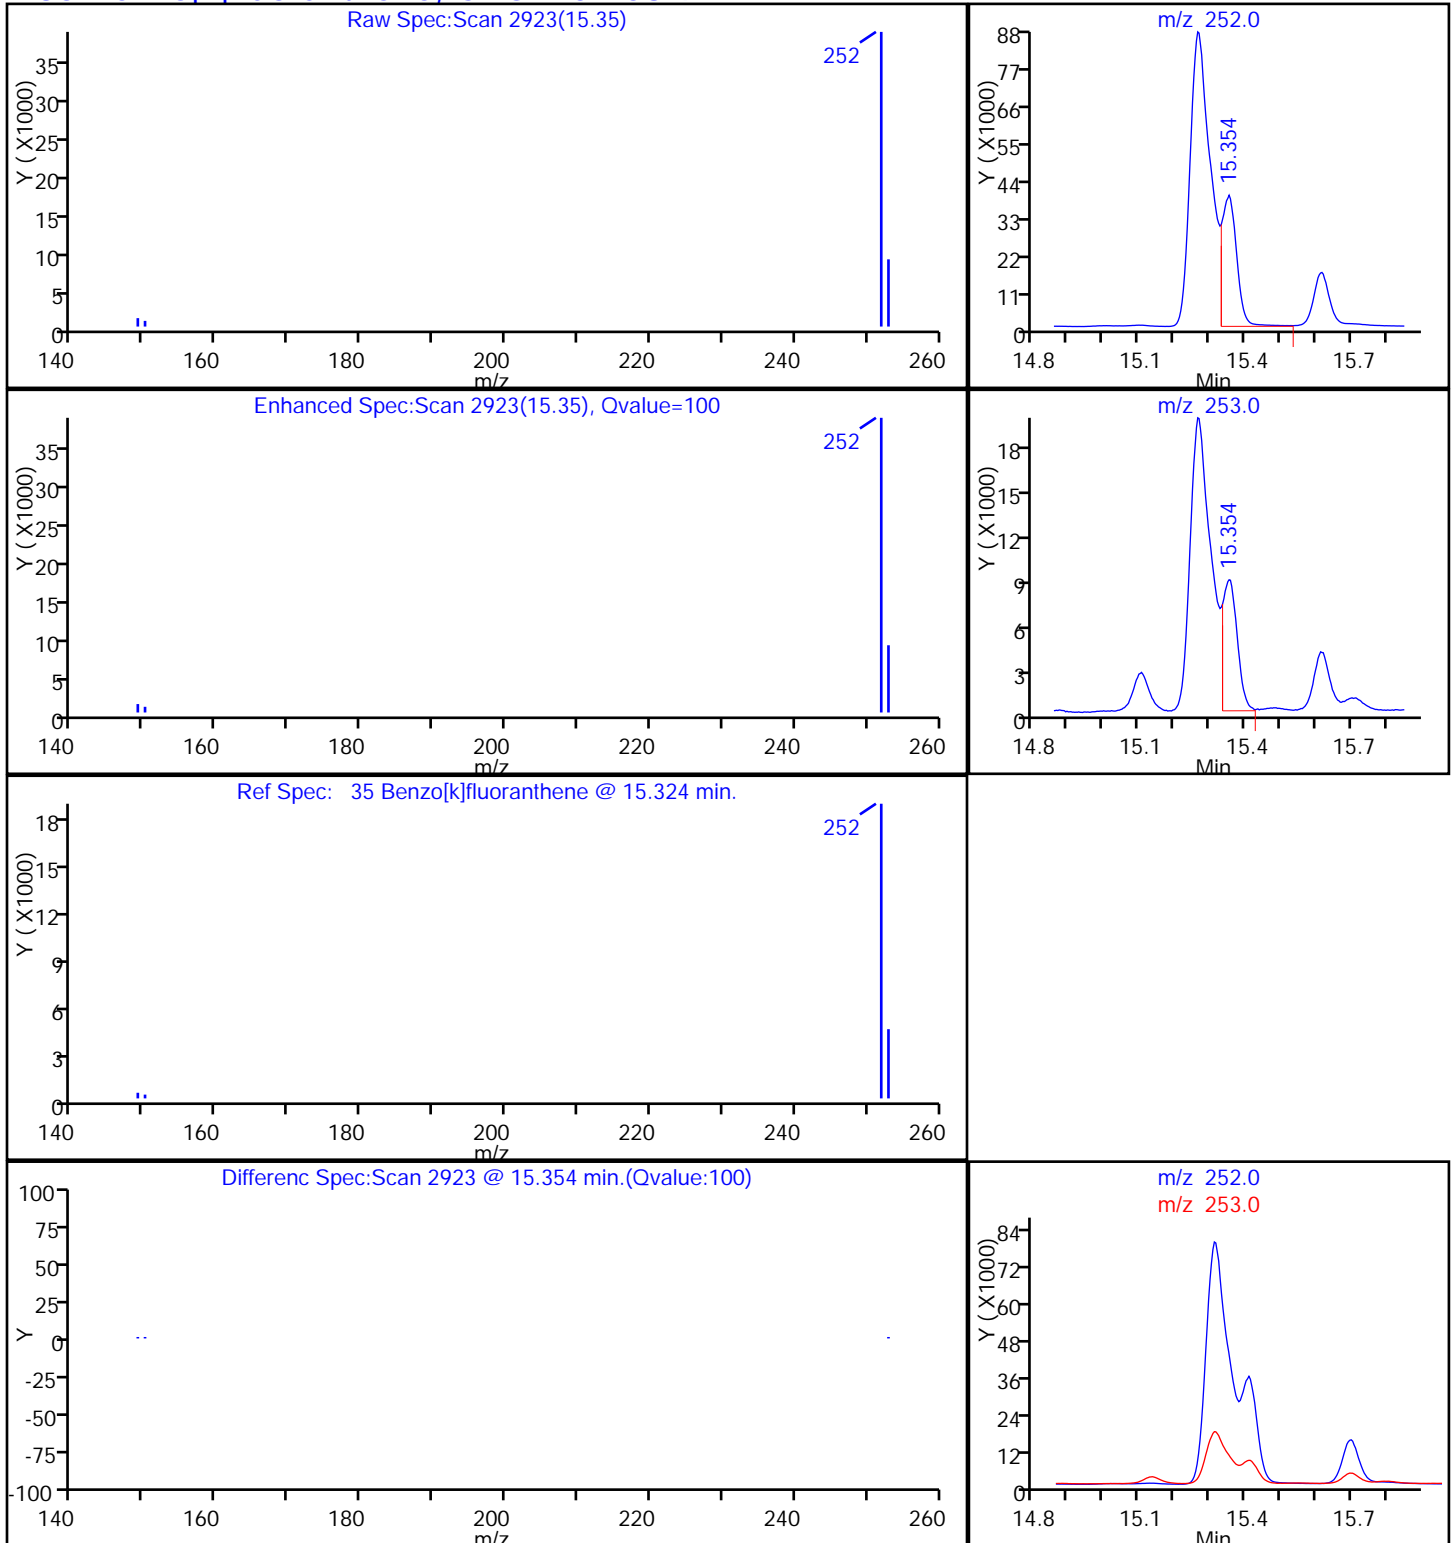 Raw Spec:Scan 2923(15.35)
252
Y ( X1000)
35
30
25
20
15
10
5
0
140 160 180 200 220 240 260
m/z
m/z 252.0
15.354
Y ( X1000)
88
77
66
55
44
33
22
11
0
14.8 15.1 15.4 15.7
Min
Enhanced Spec:Scan 2923(15.35), Qvalue=100
252
Y ( X1000)
35
30
25
20
15
10
5
0
140 160 180 200 220 240 260
m/z
m/z 253.0
15.354
Y ( X1000)
18
15
12
9
6
3
0
14.8 15.1 15.4 15.7
Min
Ref Spec: 35 Benzo[k]fluoranthene @ 15.324 min.
252
Y ( X1000)
18
15
12
9
6
3
0
140 160 180 200 220 240 260
m/z
Differenc Spec:Scan 2923 @ 15.354 min.(Qvalue:100)
Y
100
75
50
25
0
-25
-50
-75
-100
140 160 180 200 220 240 260
m/z
m/z 252.0
m/z 253.0
Y ( X1000)
84
72
60
48
36
24
12
0
14.8 15.1 15.4 15.7
Min